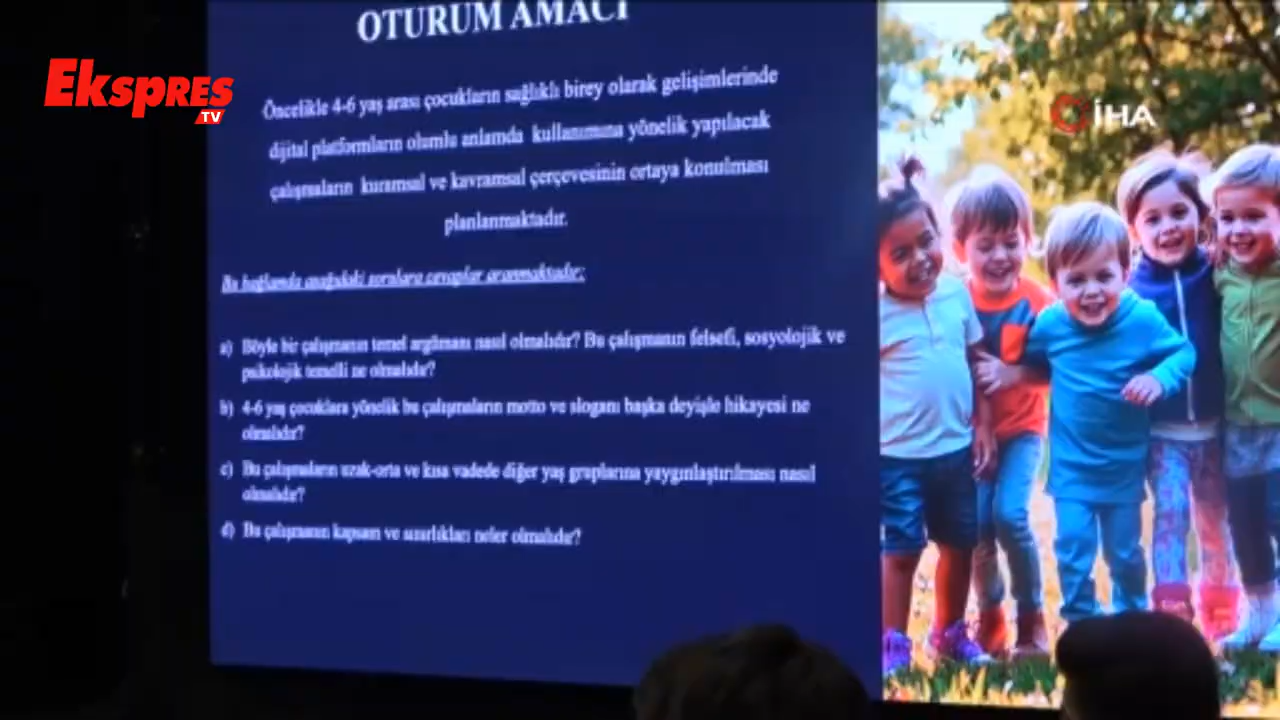 OTURUM AMACI
Ekspres
TV
İHA
Öncelikle 4-6 yaş arası çocukların sağlıklı birey olarak gelişimlerinde
dijital platformların olumlu anlamda kullanımına yönelik yapılacak
çalışmaların kuramsal ve kavramsal çerçevesinin ortaya konulması
planlanmaktadır.
Bu bağlamda aşağıdaki sorulara cevaplar aranmaktadır;
a) Böyle bir çalışmanın temel argümanı nasıl olmalıdır? Bu çalışmanın felsefi, sosyolojik ve
psikolojik temelli ne olmalıdır?
b) 4-6 yaş çocuklara yönelik bu çalışmaların motto ve sloganı başka deyişle hikayesi ne
olmalıdır?
c) Bu çalışmaların uzak-orta ve kısa vadede diğer yaş gruplarına yaygınlaştırılması nasıl
olmalıdır?
d) Bu çalışmanın kapsam ve sınırlıkları neler olmalıdır?